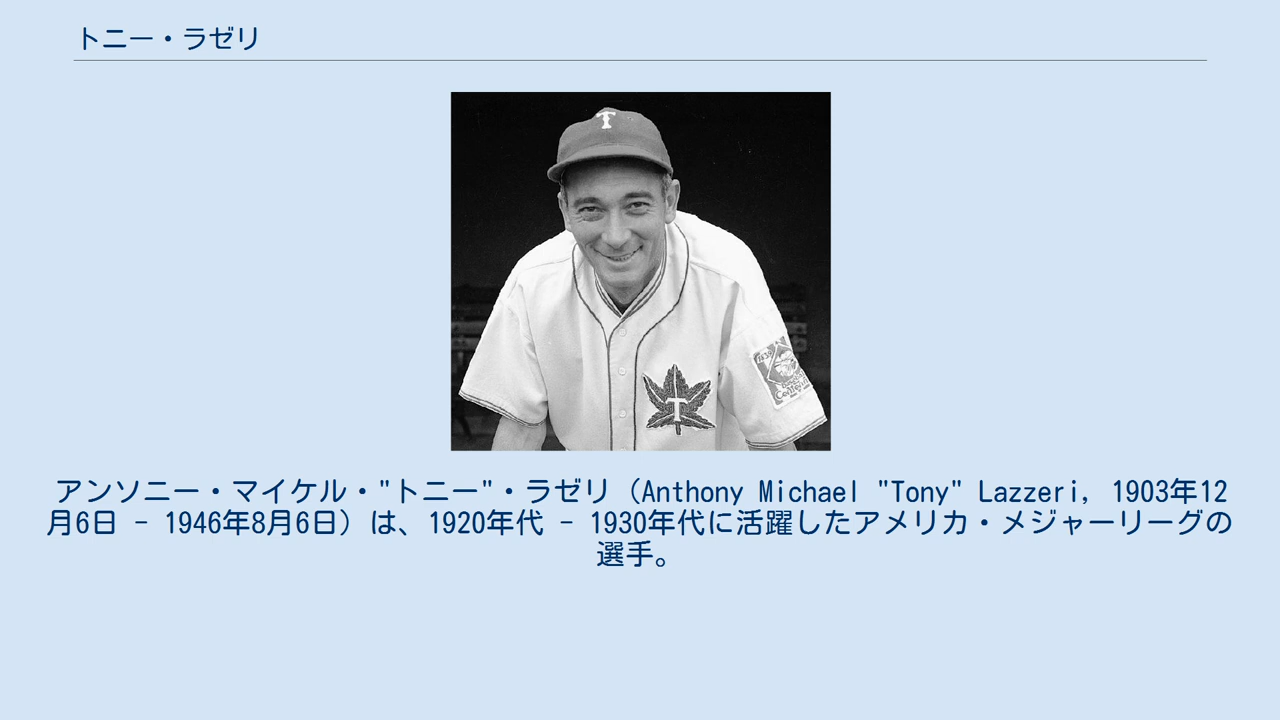 トニー・ラゼリ
T
T
アンソニー・マイケル・"トニー"・ラゼリ（Anthony Michael "Tony" Lazzeri, 1903年12
月6日 - 1946年8月6日）は、1920年代 - 1930年代に活躍したアメリカ・メジャーリーグの
選手。